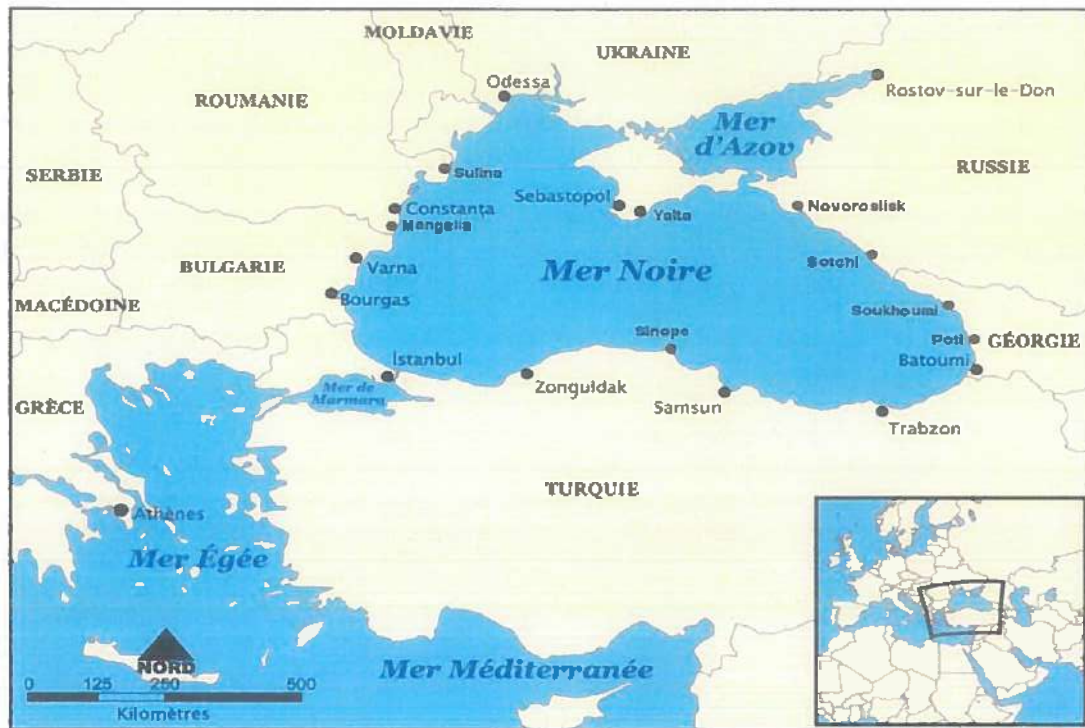 MOLDAVIE
UKRAINE
Odessa
Rostov-sur-le-Don
ROUMANIE
Mer
d'Azov
RUSSIE
SERBIE
Sulina
Sebastopol
Yalta
Novorosiisk
Constanţa
Mangalia
BULGARIE
Varna
Mer Noire
Sotchi
MACÉDOINE
Bourgas
Soukhoumi
Sinope
Poti
GÉORGIE
Batoumi
İstanbul
Mer de
Marmara
Zonguldak
GRÈCE
Samsun
Trabzon
TURQUIE
Athènes
Mer Égée
NORD
Mer Méditerranée
0 125 250 500
Kilomètres